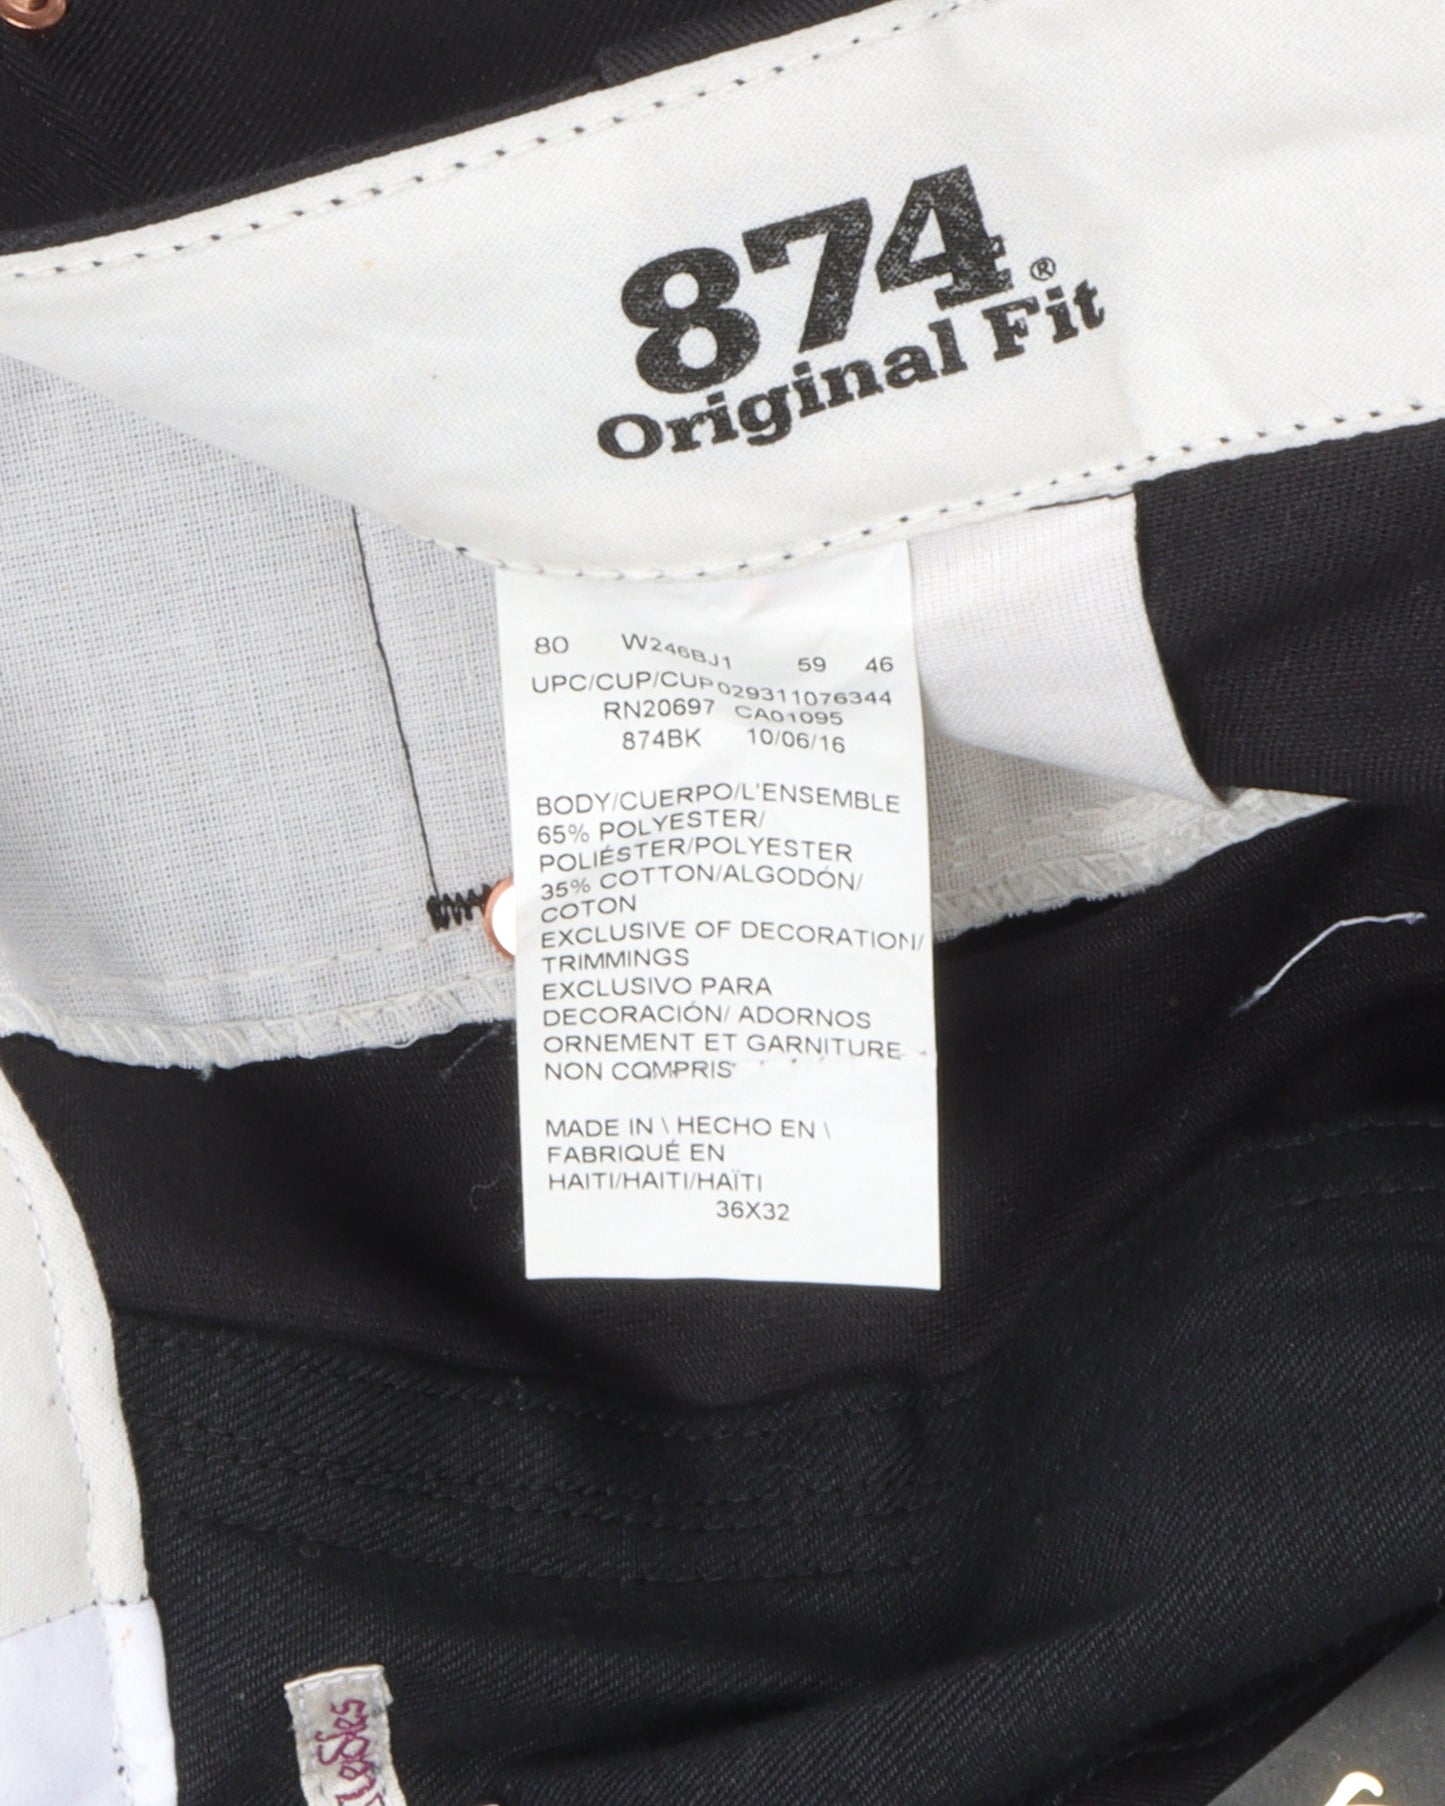 874®
Original Fit
80 W246BJ1 59 46
UPC/CUP/CUP029311076344
RN20697 CA01095
874BK 10/06/16
BODY/CUERPO/L'ENSEMBLE
65% POLYESTER/
POLIÉSTER/POLYESTER
35% COTTON/ALGODÓN/
COTON
EXCLUSIVE OF DECORATION/
TRIMMINGS
EXCLUSIVO PARA
DECORACIÓN/ ADORNOS
ORNEMENT ET GARNITURE
NON COMPRIS
MADE IN \ HECHO EN \
FABRIQUÉ EN
HAITI/HAITI/HAÏTI
36X32